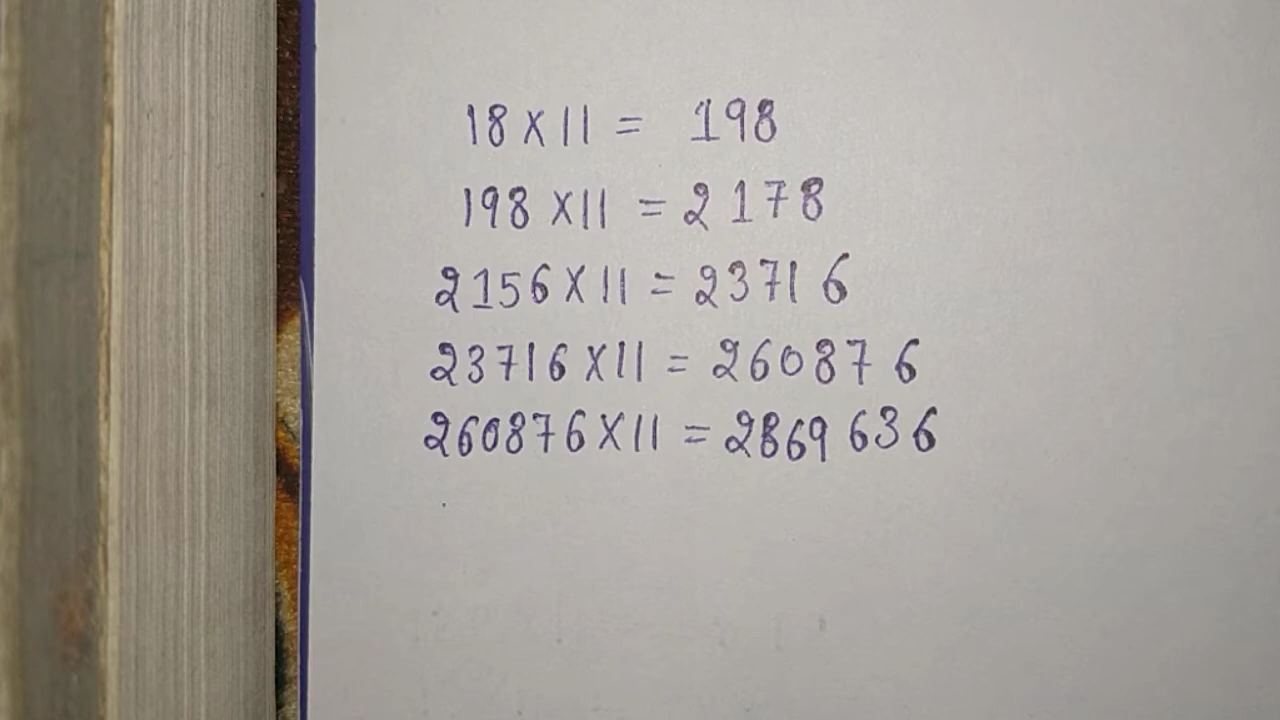 18 X 11 = 198
198 X 11 = 2178
2156 X 11 = 23716
23716 X 11 = 260876
260876 X 11 = 2869636